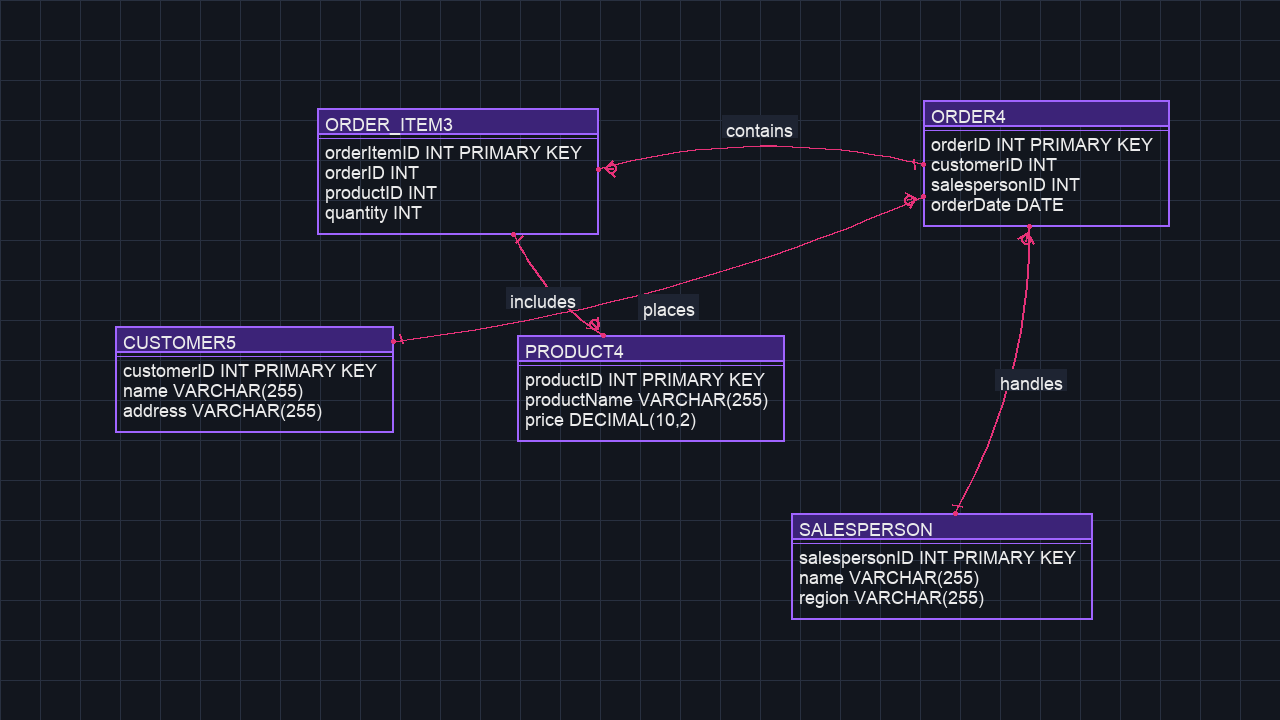 ORDER_ITEM3
orderItemID INT PRIMARY KEY
orderID INT
productID INT
quantity INT
contains
ORDER4
orderID INT PRIMARY KEY
customerID INT
salespersonID INT
orderDate DATE
includes
places
CUSTOMER5
customerID INT PRIMARY KEY
name VARCHAR(255)
address VARCHAR(255)
PRODUCT4
productID INT PRIMARY KEY
productName VARCHAR(255)
price DECIMAL(10,2)
handles
SALESPERSON
salespersonID INT PRIMARY KEY
name VARCHAR(255)
region VARCHAR(255)